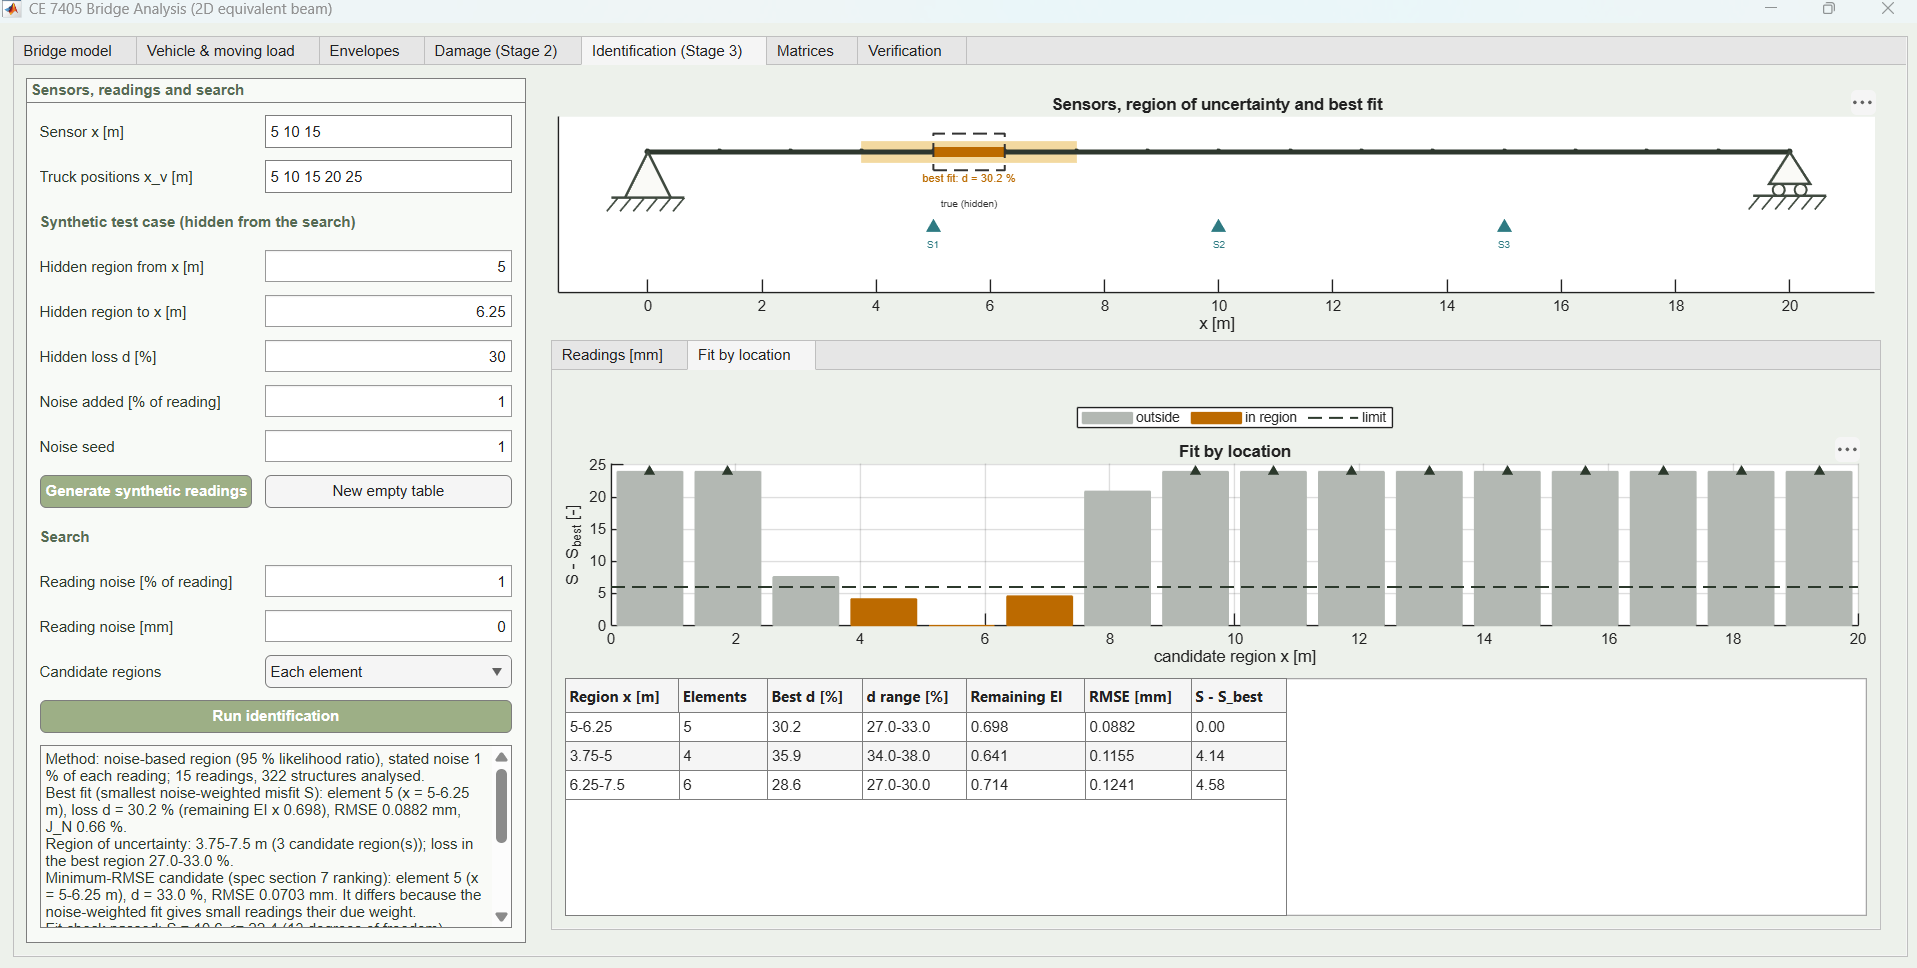 CE 7405 Bridge Analysis (2D equivalent beam)
Bridge model
Vehicle & moving load
Envelopes
Damage (Stage 2)
Identification (Stage 3)
Matrices
Verification
Sensors, readings and search
Sensor x [m]
5 10 15
Truck positions x_v [m]
5 10 15 20 25
Synthetic test case (hidden from the search)
Hidden region from x [m]
5
Hidden region to x [m]
6.25
Hidden loss d [%]
30
Noise added [% of reading]
1
Noise seed
1
Generate synthetic readings
New empty table
Search
Reading noise [% of reading]
1
Reading noise [mm]
0
Candidate regions
Each element
Run identification
Method: noise-based region (95 % likelihood ratio), stated noise 1
% of each reading; 15 readings, 322 structures analysed.
Best fit (smallest noise-weighted misfit S): element 5 (x = 5-6.25
m), loss d = 30.2 % (remaining EI x 0.698), RMSE 0.0882 mm,
J_N 0.66 %.
Region of uncertainty: 3.75-7.5 m (3 candidate region(s)); loss in
the best region 27.0-33.0 %.
Minimum-RMSE candidate (spec section 7 ranking): element 5 (x
= 5-6.25 m), d = 33.0 %, RMSE 0.0703 mm. It differs because the
noise-weighted fit gives small readings their due weight.
Sensors, region of uncertainty and best fit
best fit: d = 30.2 %
true (hidden)
S1
S2
S3
0 2 4 6 8 10 12 14 16 18 20
x [m]
Readings [mm]
Fit by location
outside
in region
limit
Fit by location
25
20
15
10
5
0
S - Sbest [-]
0 2 4 6 8 10 12 14 16 18 20
candidate region x [m]
Region x [m] Elements Best d [%] d range [%] Remaining EI RMSE [mm] S - S_best
5-6.25 5 30.2 27.0-33.0 0.698 0.0882 0.00
3.75-5 4 35.9 34.0-38.0 0.641 0.1155 4.14
6.25-7.5 6 28.6 27.0-30.0 0.714 0.1241 4.58